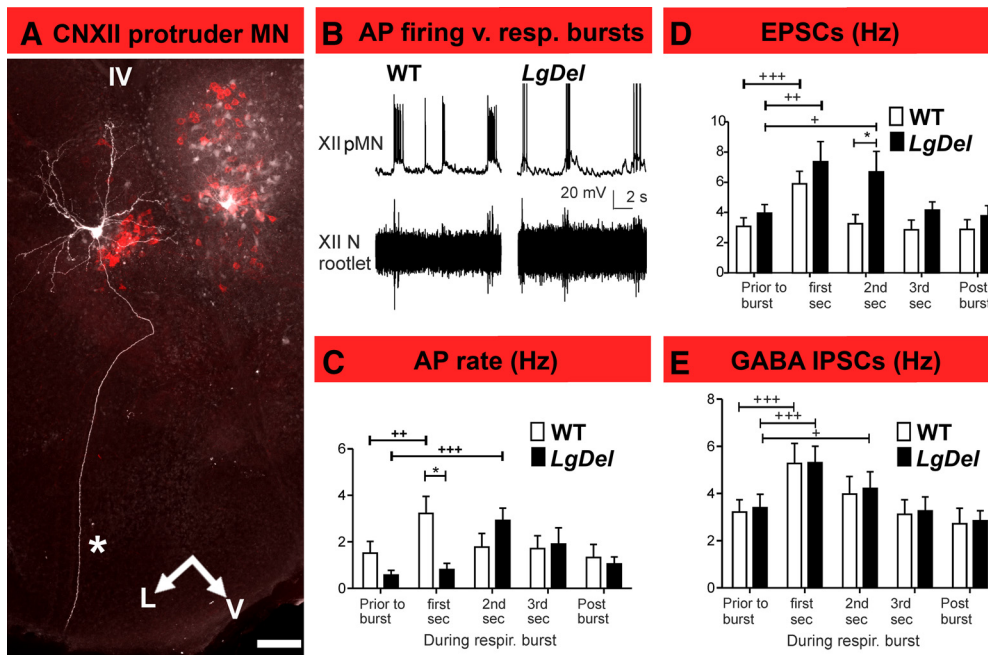 A CNXII protruder MN
IV
*
L
V
B AP firing v. resp. bursts
WT LgDel
XII pMN
20 mV 2 s
XII N
rootlet
C AP rate (Hz)
++
+++
*
WT
LgDel
6
4
2
0
Prior to burst
first sec
2nd sec
3rd sec
Post burst
During respir. burst
D EPSCs (Hz)
+++
++
+
*
WT
LgDel
10
8
6
4
2
0
Prior to burst
first sec
2nd sec
3rd sec
Post burst
E GABA IPSCs (Hz)
+++
+++
+
WT
LgDel
8
6
4
2
0
Prior to burst
first sec
2nd sec
3rd sec
Post burst
During respir. burst